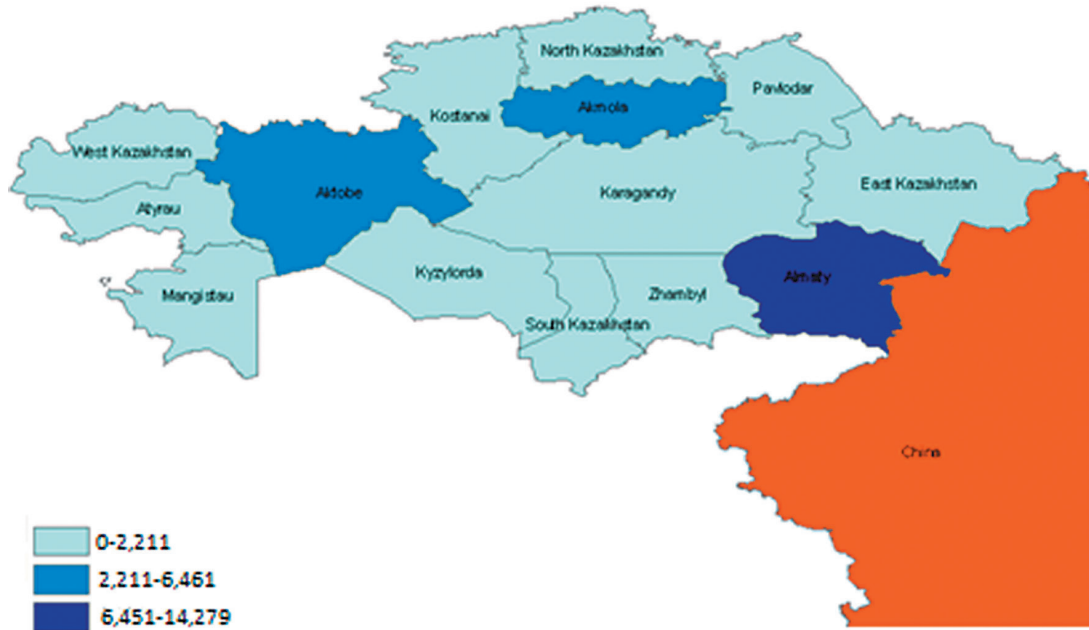 North Kazakhstan
Pavlodar
Akmola
Kostanai
West Kazakhstan
East Kazakhstan
Karagandy
Aktobe
Atyrau
Kyzylorda
Almaty
Zhambyl
Mangistau
South Kazakhstan
China
0-2,211
2,211-6,461
6,451-14,279